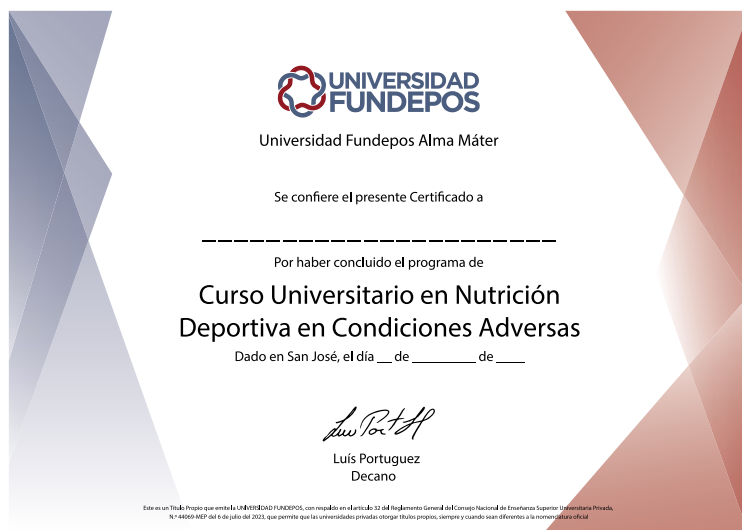 UNIVERSIDAD
FUNDEPOS
Universidad Fundepos Alma Máter
Se confiere el presente Certificado a
______________________
Por haber concluido el programa de
Curso Universitario en Nutrición
Deportiva en Condiciones Adversas
Dado en San José, el día __ de ________ de ____
Luís Portuguez
Decano
Este es un Título Propio que emite la UNIVERSIDAD FUNDEPOS, con respaldo en el artículo 32 del Reglamento General del Consejo Nacional de Enseñanza Superior Universitaria Privada,
N.º 44069-MEP del 6 de julio del 2023, que permite que las universidades privadas otorgar títulos propios, siempre y cuando sean diferentes a la nomenclatura oficial